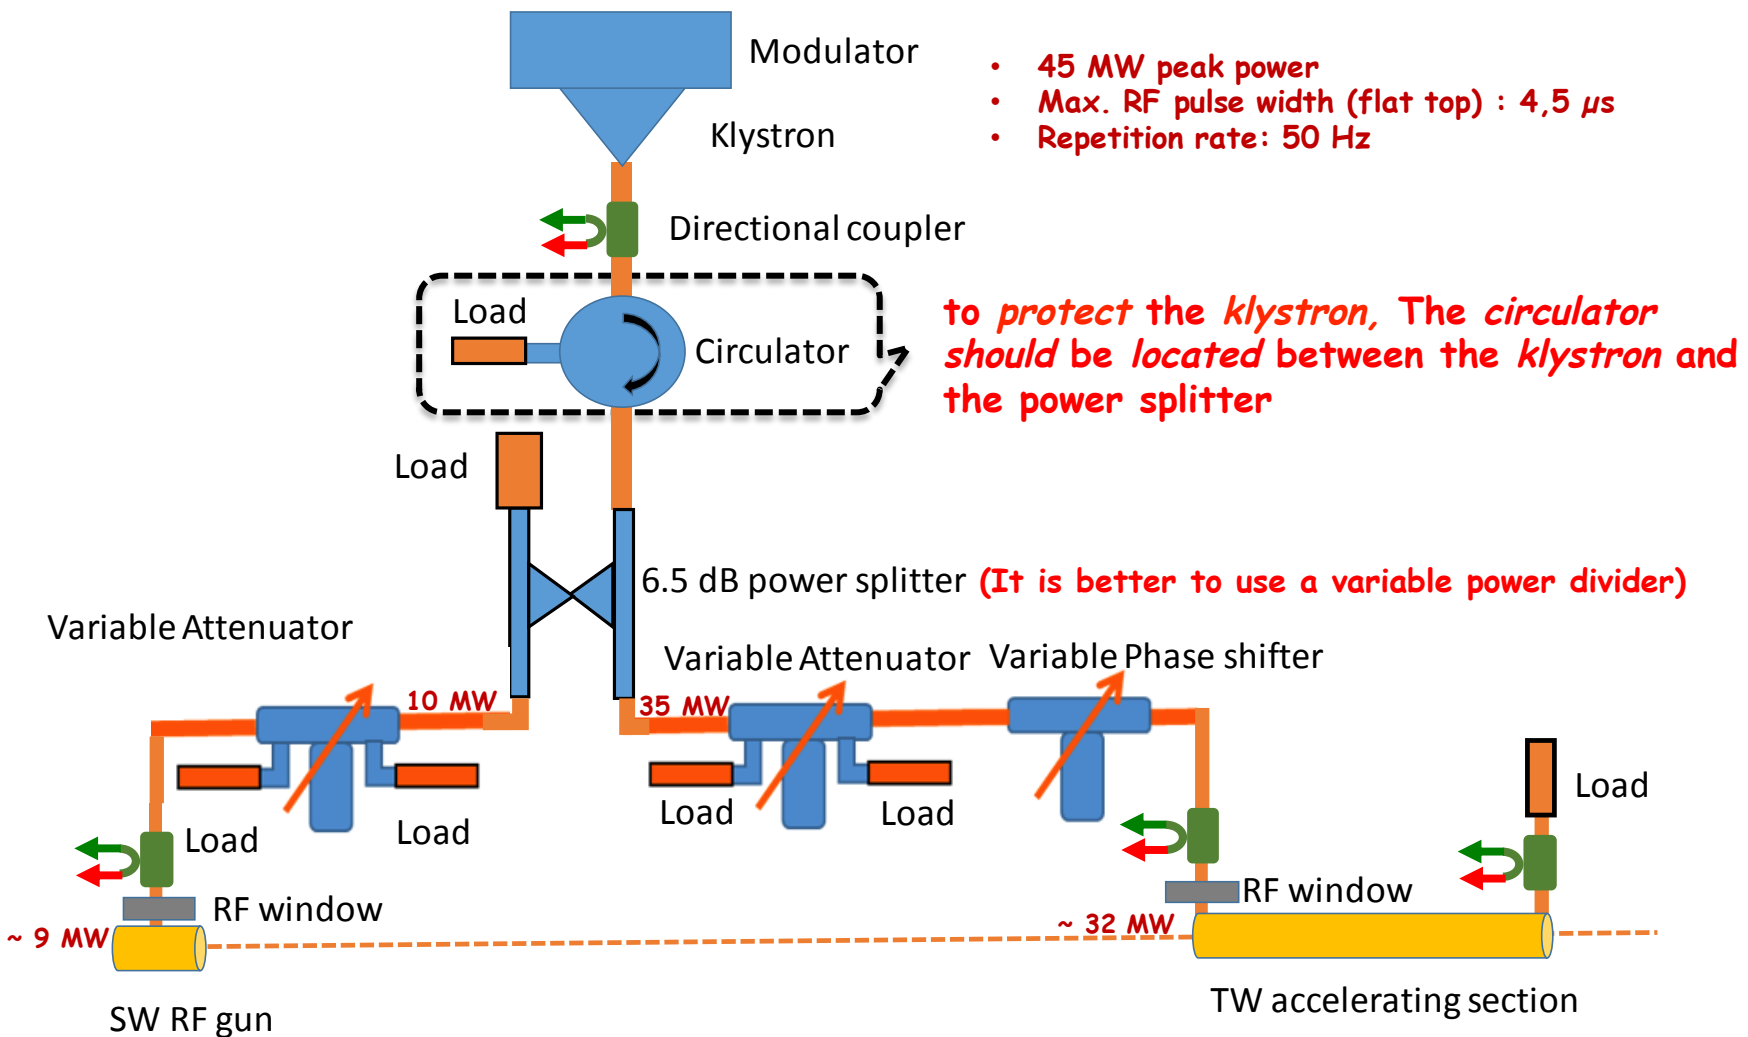 Modulator
• 45 MW peak power
• Max. RF pulse width (flat top) : 4,5 µs
• Repetition rate: 50 Hz
Klystron
Directional coupler
Load
Circulator
to protect the klystron, The circulator
should be located between the klystron and
the power splitter
Load
6.5 dB power splitter (It is better to use a variable power divider)
Variable Attenuator
Variable Attenuator
Variable Phase shifter
10 MW
35 MW
Load
Load
Load
Load
Load
RF window
RF window
~ 9 MW
~ 32 MW
SW RF gun
TW accelerating section